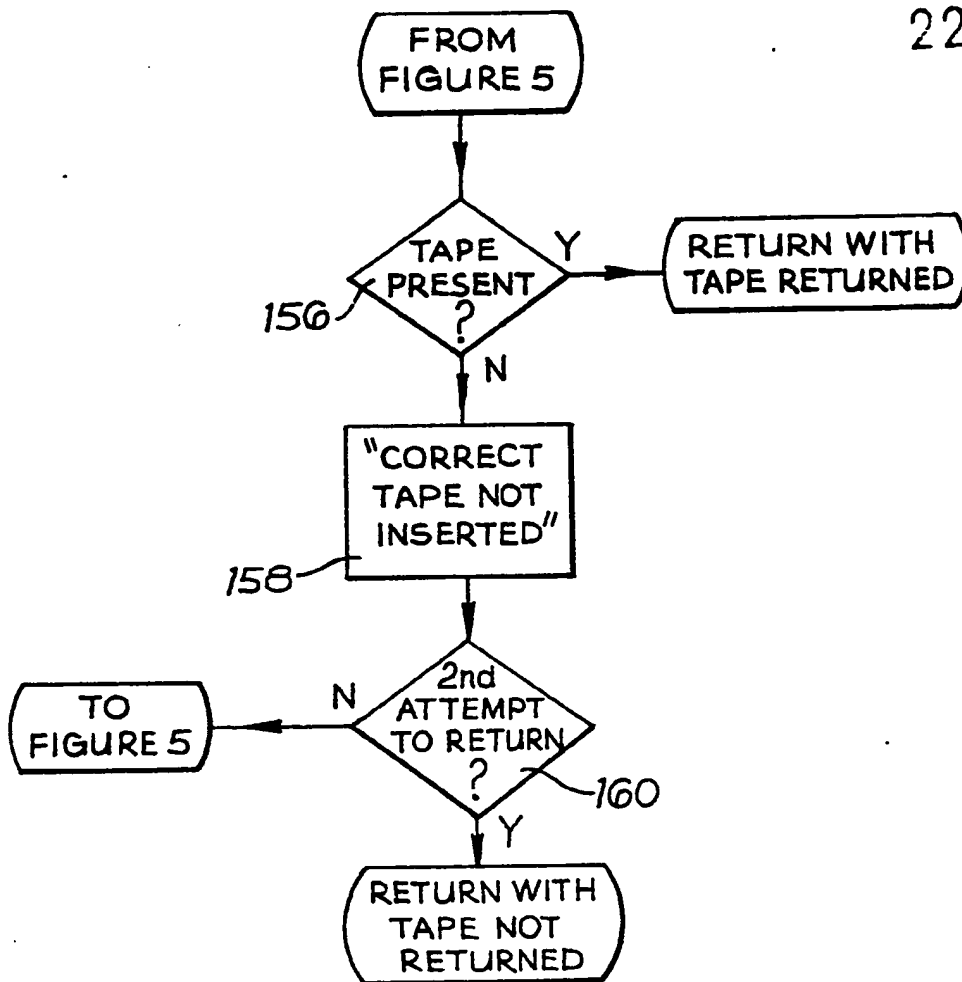 22
FROM
FIGURE 5
TAPE
PRESENT
?
Y
RETURN WITH
TAPE RETURNED
156
N
"CORRECT
TAPE NOT
INSERTED"
158
2nd
ATTEMPT
TO RETURN
?
N
TO
FIGURE 5
160
Y
RETURN WITH
TAPE NOT
RETURNED